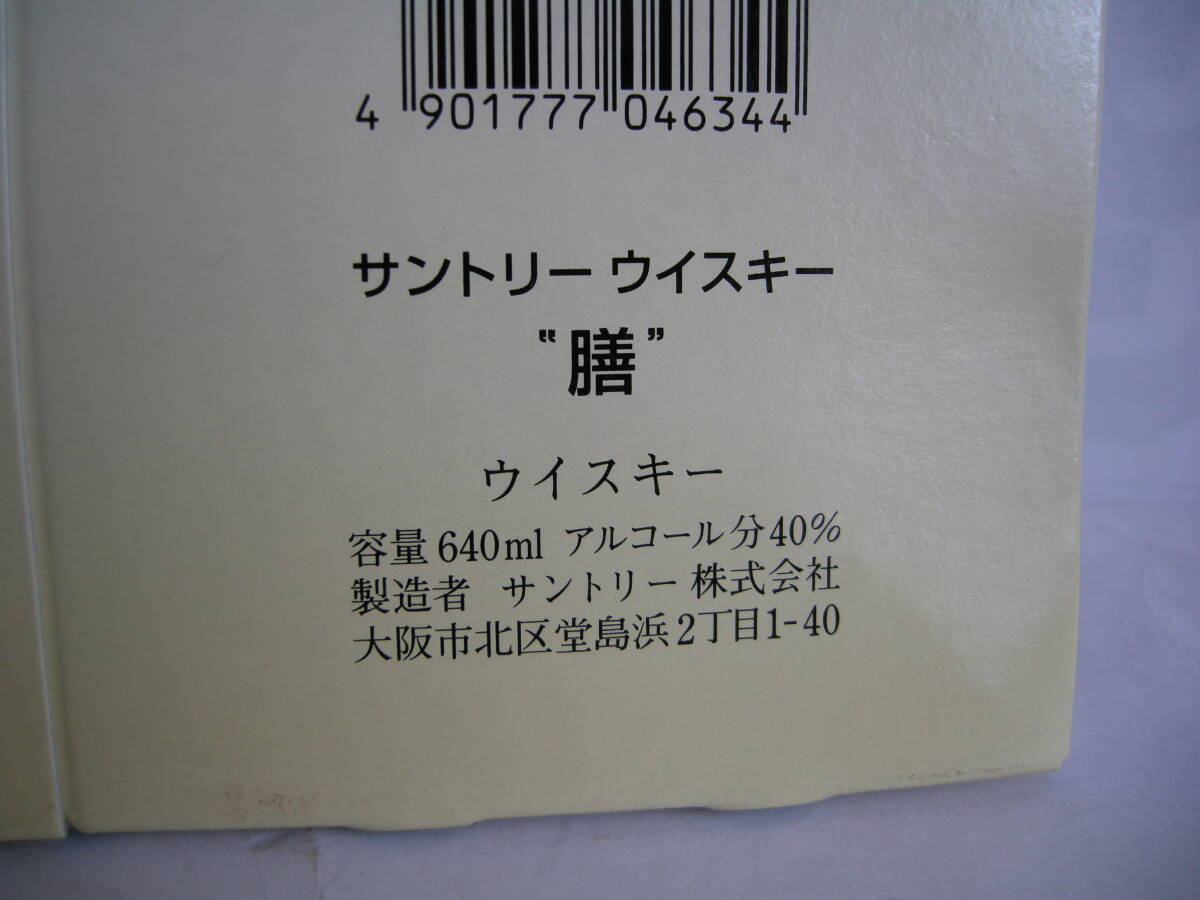 4 901777 046344
サントリー ウイスキー
“膳”
ウイスキー
容量 640ml アルコール分40%
製造者 サントリー 株式会社
大阪市北区堂島浜2丁目1-40